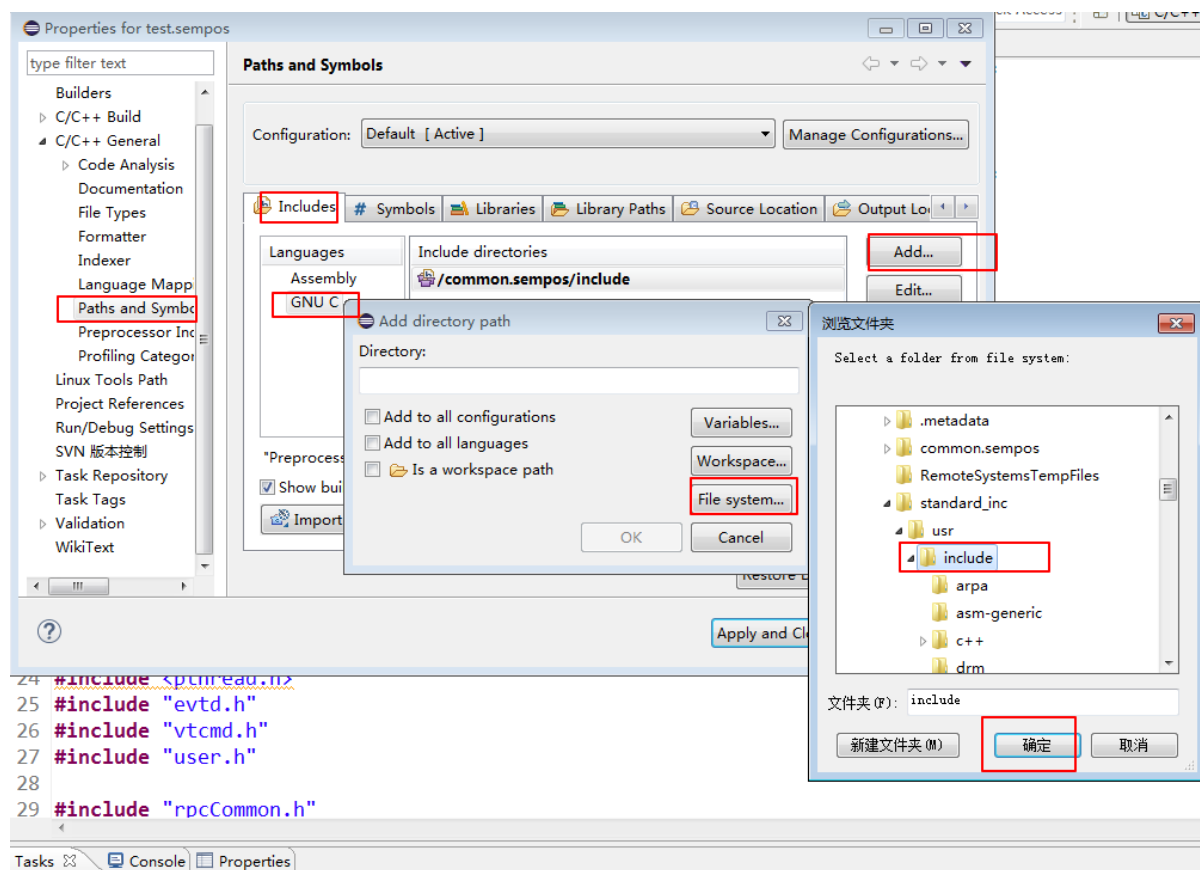 Properties for test.sempos
type filter text
Builders
C/C++ Build
C/C++ General
Code Analysis
Documentation
File Types
Formatter
Indexer
Language Mapp
Paths and Symbo
Preprocessor Inc
Profiling Categor
Linux Tools Path
Project References
Run/Debug Settings
SVN 版本控制
Task Repository
Task Tags
Validation
WikiText
Paths and Symbols
Configuration:
Default [ Active ]
Manage Configurations...
Includes
# Symbols
Libraries
Library Paths
Source Location
Output Lo
Languages
Assembly
GNU C
Include directories
/common.sempos/include
Add...
Edit...
"Preprocess
Show bui
Import
Apply and Cl
Add directory path
Directory:
Add to all configurations
Add to all languages
Is a workspace path
Variables...
Workspace...
File system...
OK
Cancel
浏览文件夹
Select a folder from file system:
.metadata
common.sempos
RemoteSystemsTempFiles
standard_inc
usr
include
arpa
asm-generic
c++
drm
文件夹(F):
include
新建文件夹(M)
确定
取消
C/C++
24 #include <pthread.h>
25 #include "evtd.h"
26 #include "vtcmd.h"
27 #include "user.h"
28
29 #include "rpcCommon.h"
Tasks
Console
Properties